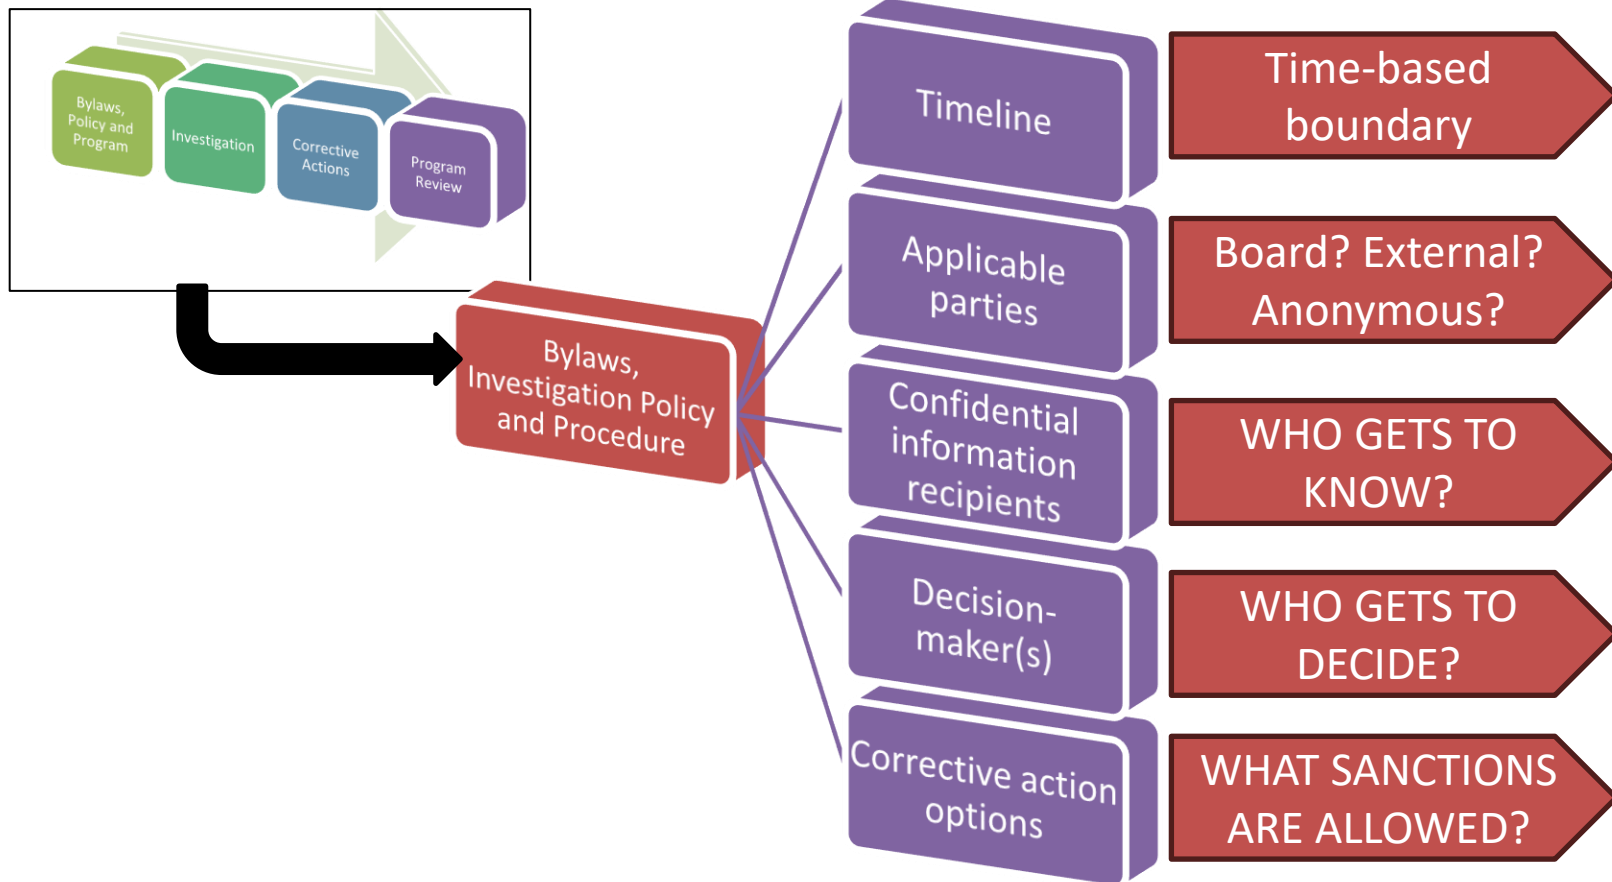 Bylaws,
Policy and
Program
Investigation
Corrective
Actions
Program
Review
Bylaws,
Investigation Policy
and Procedure
Timeline
Time-based
boundary
Applicable
parties
Board? External?
Anonymous?
Confidential
information
recipients
WHO GETS TO
KNOW?
Decision-
maker(s)
WHO GETS TO
DECIDE?
Corrective action
options
WHAT SANCTIONS
ARE ALLOWED?